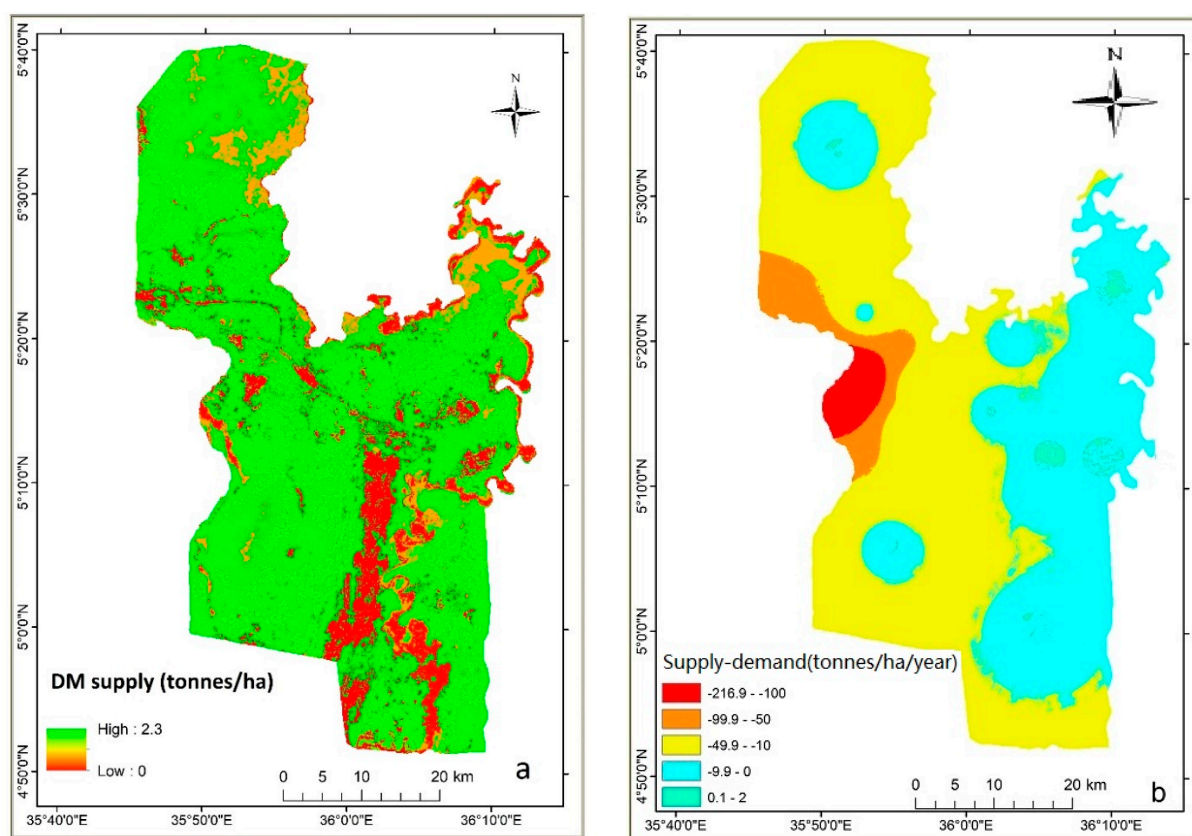 N
5°40'0"N
5°30'0"N
5°20'0"N
5°10'0"N
5°0'0"N
4°50'0"N
DM supply (tonnes/ha)
High : 2.3
Low : 0
0 5 10 20 km
a
35°40'0"E 35°50'0"E 36°0'0"E 36°10'0"E
N
5°40'0"N
5°30'0"N
5°20'0"N
5°10'0"N
5°0'0"N
4°50'0"N
Supply-demand(tonnes/ha/year)
-216.9 - -100
-99.9 - -50
-49.9 - -10
-9.9 - 0
0.1 - 2
0 5 10 20 km
b
35°40'0"E 35°50'0"E 36°0'0"E 36°10'0"E